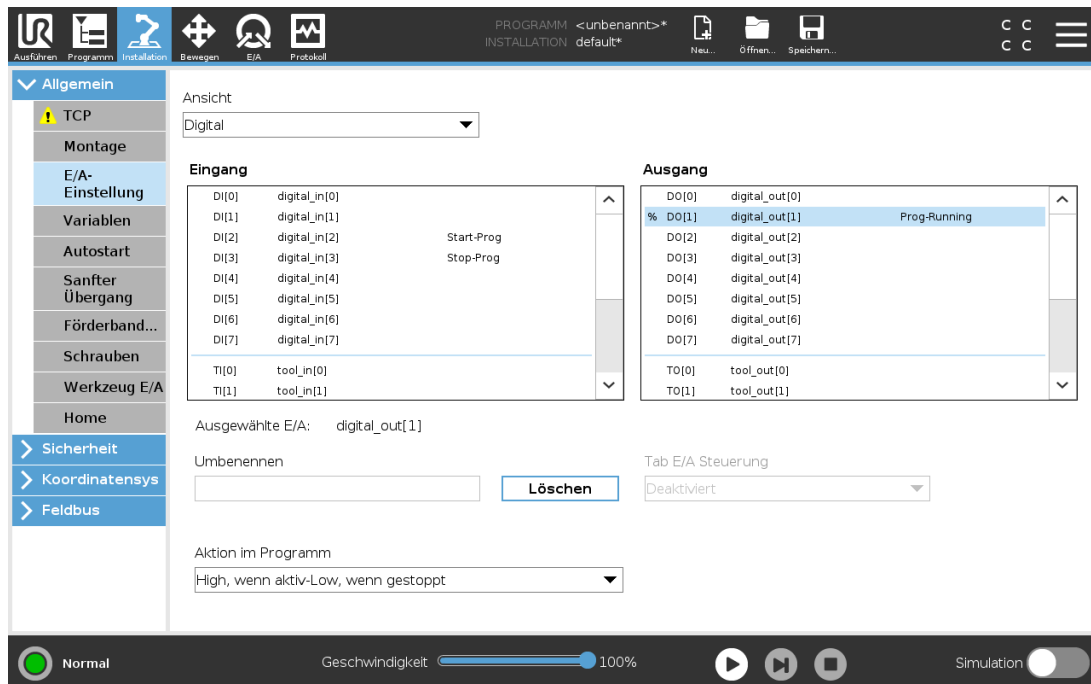 PROGRAMM <unbenannt>*
INSTALLATION default*
Neu... Öffnen... Speichern...
C C
C C
UR
Ausführen Programm Installation Bewegen E/A Protokoll
Allgemein
TCP
Montage
E/A-
Einstellung
Variablen
Autostart
Sanfter
Übergang
Förderband...
Schrauben
Werkzeug E/A
Home
Sicherheit
Koordinatensys
Feldbus
Ansicht
Digital
Eingang
DI[0] digital_in[0]
DI[1] digital_in[1]
DI[2] digital_in[2] Start-Prog
DI[3] digital_in[3] Stop-Prog
DI[4] digital_in[4]
DI[5] digital_in[5]
DI[6] digital_in[6]
DI[7] digital_in[7]
TI[0] tool_in[0]
TI[1] tool_in[1]
Ausgang
DO[0] digital_out[0]
% DO[1] digital_out[1] Prog-Running
DO[2] digital_out[2]
DO[3] digital_out[3]
DO[4] digital_out[4]
DO[5] digital_out[5]
DO[6] digital_out[6]
DO[7] digital_out[7]
TO[0] tool_out[0]
TO[1] tool_out[1]
Ausgewählte E/A: digital_out[1]
Umbenennen
Löschen
Tab E/A Steuerung
Deaktiviert
Aktion im Programm
High, wenn aktiv-Low, wenn gestoppt
Normal
Geschwindigkeit 100%
Simulation